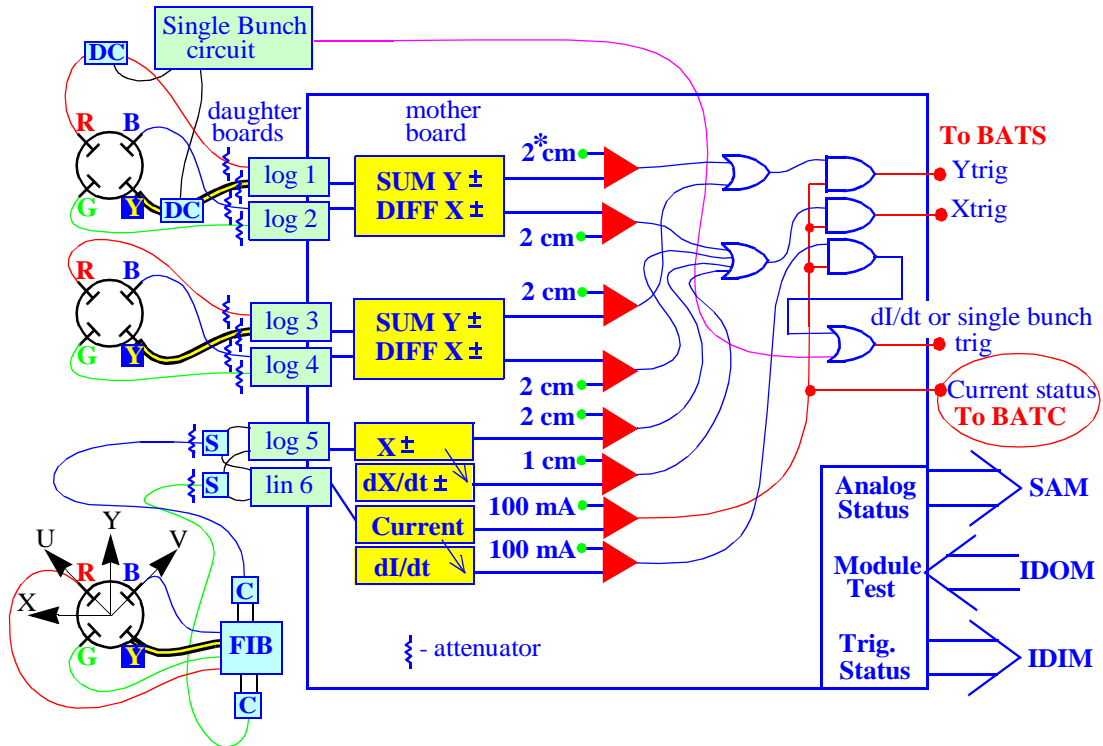 Single Bunch
circuit
DC
R
B
G
Y
DC
daughter
boards
mother
board
log 1
log 2
SUM Y ±
DIFF X ±
2*cm
2 cm
To BATS
Ytrig
Xtrig
R
B
G
Y
log 3
log 4
SUM Y ±
DIFF X ±
2 cm
2 cm
dI/dt or single bunch
trig
Current status
To BATC
S
S
log 5
lin 6
X ±
dX/dt ±
Current
dI/dt
2 cm
1 cm
100 mA
100 mA
Analog
Status
SAM
Module
Test
IDOM
Trig.
Status
IDIM
Y
U
V
X
R
B
G
Y
C
FIB
C
- attenuator